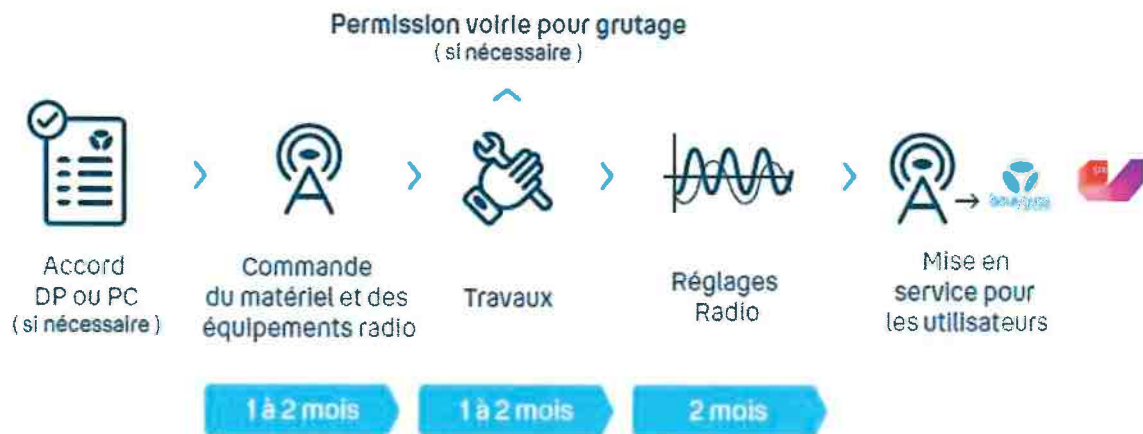 Permission voirie pour grutage
( si nécessaire )
Accord
DP ou PC
( si nécessaire )
Commande
du matériel et des
équipements radio
Travaux
Réglages
Radio
Mise en
service pour
les utilisateurs
1 à 2 mois
1 à 2 mois
2 mois